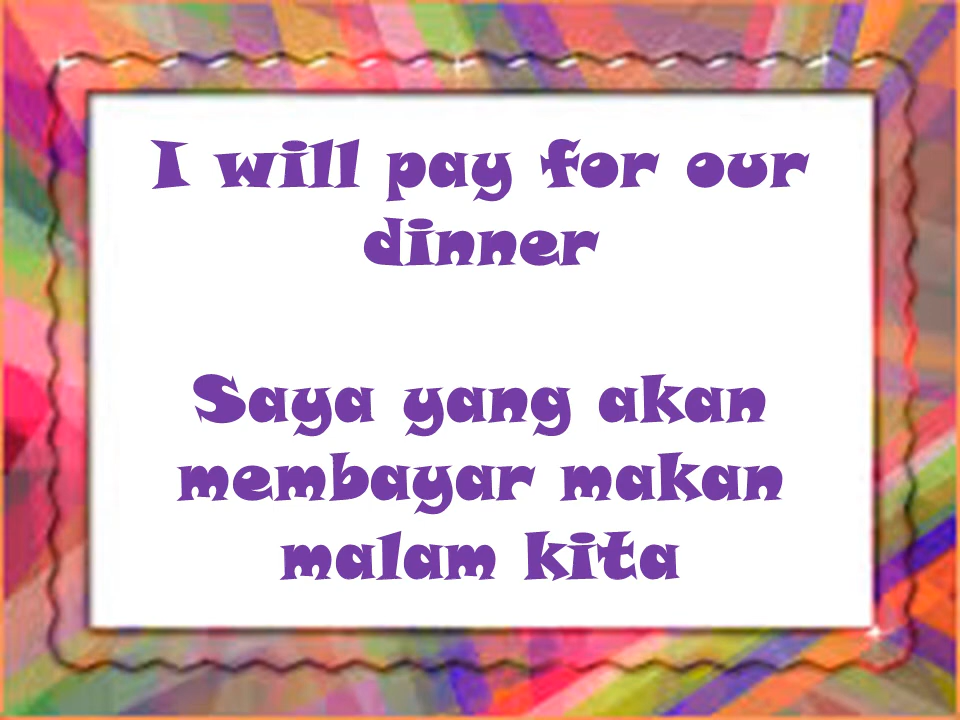 I will pay for our
dinner
Saya yang akan
membayar makan
malam kita